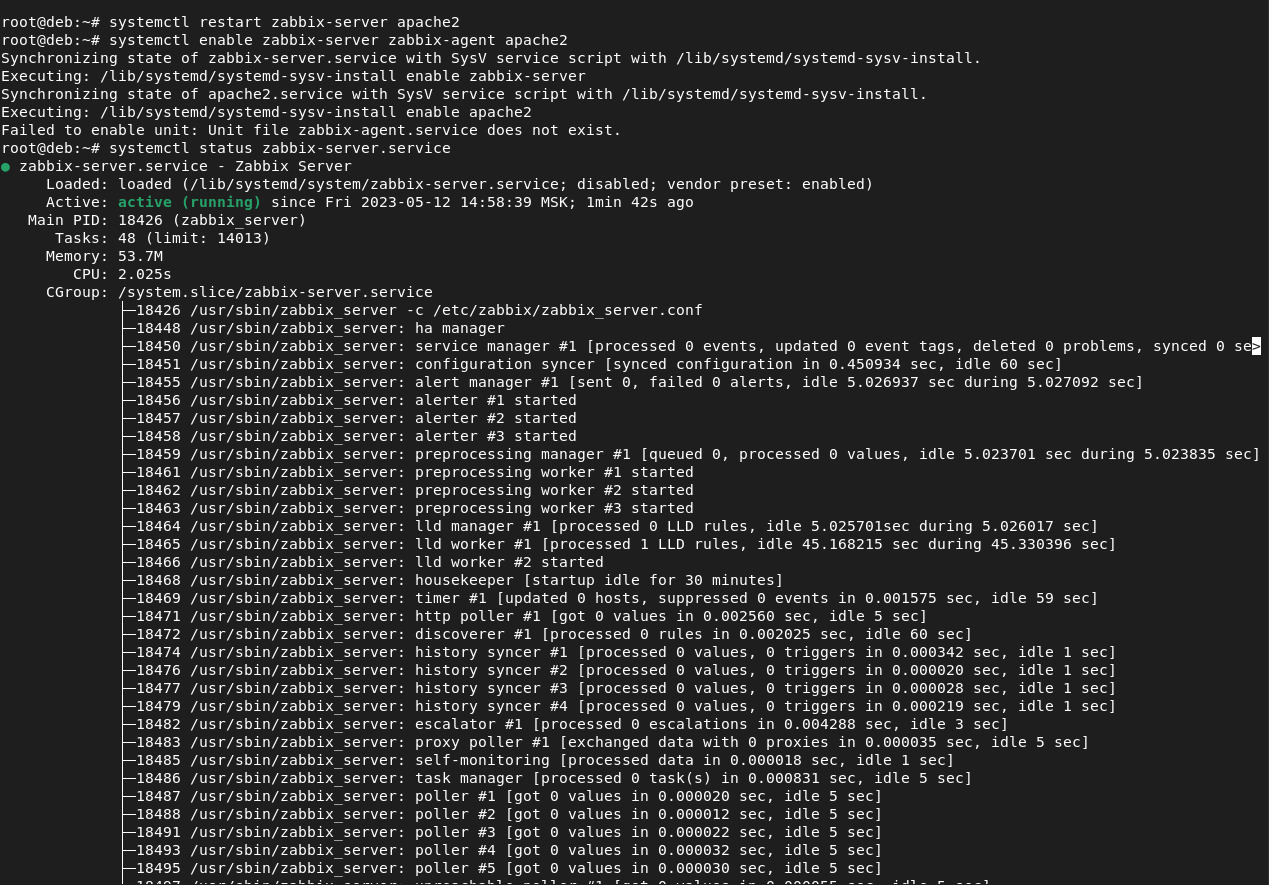 root@deb:~# systemctl restart zabbix-server apache2
root@deb:~# systemctl enable zabbix-server zabbix-agent apache2
Synchronizing state of zabbix-server.service with SysV service script with /lib/systemd/systemd-sysv-install.
Executing: /lib/systemd/systemd-sysv-install enable zabbix-server
Synchronizing state of apache2.service with SysV service script with /lib/systemd/systemd-sysv-install.
Executing: /lib/systemd/systemd-sysv-install enable apache2
Failed to enable unit: Unit file zabbix-agent.service does not exist.
root@deb:~# systemctl status zabbix-server.service
● zabbix-server.service - Zabbix Server
     Loaded: loaded (/lib/systemd/system/zabbix-server.service; disabled; vendor preset: enabled)
     Active: active (running) since Fri 2023-05-12 14:58:39 MSK; 1min 42s ago
   Main PID: 18426 (zabbix_server)
      Tasks: 48 (limit: 14013)
     Memory: 53.7M
        CPU: 2.025s
     CGroup: /system.slice/zabbix-server.service
             ├─18426 /usr/sbin/zabbix_server -c /etc/zabbix/zabbix_server.conf
             ├─18448 /usr/sbin/zabbix_server: ha manager
             ├─18450 /usr/sbin/zabbix_server: service manager #1 [processed 0 events, updated 0 event tags, deleted 0 problems, synced 0 se>
             ├─18451 /usr/sbin/zabbix_server: configuration syncer [synced configuration in 0.450934 sec, idle 60 sec]
             ├─18455 /usr/sbin/zabbix_server: alert manager #1 [sent 0, failed 0 alerts, idle 5.026937 sec during 5.027092 sec]
             ├─18456 /usr/sbin/zabbix_server: alerter #1 started
             ├─18457 /usr/sbin/zabbix_server: alerter #2 started
             ├─18458 /usr/sbin/zabbix_server: alerter #3 started
             ├─18459 /usr/sbin/zabbix_server: preprocessing manager #1 [queued 0, processed 0 values, idle 5.023701 sec during 5.023835 sec]
             ├─18461 /usr/sbin/zabbix_server: preprocessing worker #1 started
             ├─18462 /usr/sbin/zabbix_server: preprocessing worker #2 started
             ├─18463 /usr/sbin/zabbix_server: preprocessing worker #3 started
             ├─18464 /usr/sbin/zabbix_server: lld manager #1 [processed 0 LLD rules, idle 5.025701sec during 5.026017 sec]
             ├─18465 /usr/sbin/zabbix_server: lld worker #1 [processed 1 LLD rules, idle 45.168215 sec during 45.330396 sec]
             ├─18466 /usr/sbin/zabbix_server: lld worker #2 started
             ├─18468 /usr/sbin/zabbix_server: housekeeper [startup idle for 30 minutes]
             ├─18469 /usr/sbin/zabbix_server: timer #1 [updated 0 hosts, suppressed 0 events in 0.001575 sec, idle 59 sec]
             ├─18471 /usr/sbin/zabbix_server: http poller #1 [got 0 values in 0.002560 sec, idle 5 sec]
             ├─18472 /usr/sbin/zabbix_server: discoverer #1 [processed 0 rules in 0.002025 sec, idle 60 sec]
             ├─18474 /usr/sbin/zabbix_server: history syncer #1 [processed 0 values, 0 triggers in 0.000342 sec, idle 1 sec]
             ├─18476 /usr/sbin/zabbix_server: history syncer #2 [processed 0 values, 0 triggers in 0.000020 sec, idle 1 sec]
             ├─18477 /usr/sbin/zabbix_server: history syncer #3 [processed 0 values, 0 triggers in 0.000028 sec, idle 1 sec]
             ├─18479 /usr/sbin/zabbix_server: history syncer #4 [processed 0 values, 0 triggers in 0.000219 sec, idle 1 sec]
             ├─18482 /usr/sbin/zabbix_server: escalator #1 [processed 0 escalations in 0.004288 sec, idle 3 sec]
             ├─18483 /usr/sbin/zabbix_server: proxy poller #1 [exchanged data with 0 proxies in 0.000035 sec, idle 5 sec]
             ├─18485 /usr/sbin/zabbix_server: self-monitoring [processed data in 0.000018 sec, idle 1 sec]
             ├─18486 /usr/sbin/zabbix_server: task manager [processed 0 task(s) in 0.000831 sec, idle 5 sec]
             ├─18487 /usr/sbin/zabbix_server: poller #1 [got 0 values in 0.000020 sec, idle 5 sec]
             ├─18488 /usr/sbin/zabbix_server: poller #2 [got 0 values in 0.000012 sec, idle 5 sec]
             ├─18491 /usr/sbin/zabbix_server: poller #3 [got 0 values in 0.000022 sec, idle 5 sec]
             ├─18493 /usr/sbin/zabbix_server: poller #4 [got 0 values in 0.000032 sec, idle 5 sec]
             ├─18495 /usr/sbin/zabbix_server: poller #5 [got 0 values in 0.000030 sec, idle 5 sec]